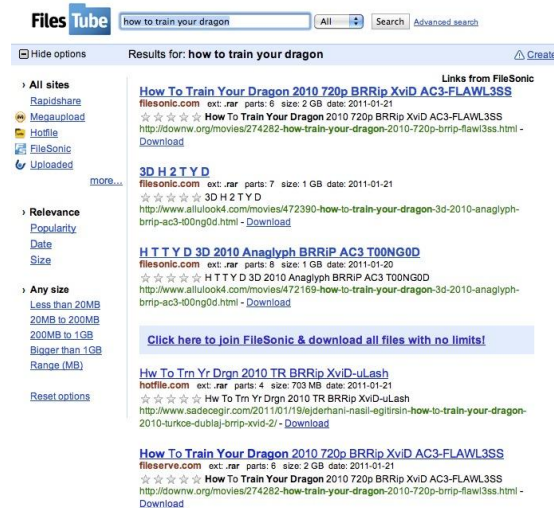 Files Tube how to train your dragon All Search Advanced search
Hide options Results for: how to train your dragon Create
Links from FileSonic
› All sites
Rapidshare
Megaupload
Hotfile
FileSonic
Uploaded
more...
› Relevance
Popularity
Date
Size
› Any size
Less than 20MB
20MB to 200MB
200MB to 1GB
Bigger than 1GB
Range (MB)
Reset options
How To Train Your Dragon 2010 720p BRRip XviD AC3-FLAWL3SS
filesonic.com ext: .rar parts: 6 size: 2 GB date: 2011-01-21
How To Train Your Dragon 2010 720p BRRip XviD AC3-FLAWL3SS
http://downw.org/movies/274282-how-train-your-dragon-2010-720p-brrip-flawl3ss.html -
Download
3D H 2 T Y D
filesonic.com ext: .rar parts: 7 size: 1 GB date: 2011-01-21
3D H 2 T Y D
http://www.allulook4.com/movies/472390-how-to-train-your-dragon-3d-2010-anaglyph-
brrip-ac3-t00ng0d.html - Download
H T T Y D 3D 2010 Anaglyph BRRiP AC3 T00NG0D
filesonic.com ext: .rar parts: 8 size: 1 GB date: 2011-01-20
H T T Y D 3D 2010 Anaglyph BRRiP AC3 T00NG0D
http://www.allulook4.com/movies/472169-how-to-train-your-dragon-3d-2010-anaglyph-
brrip-ac3-t00ng0d.html - Download
Click here to join FileSonic & download all files with no limits!
Hw To Trn Yr Drgn 2010 TR BRRip XviD-uLash
hotfile.com ext: .rar parts: 4 size: 703 MB date: 2011-01-21
Hw To Trn Yr Drgn 2010 TR BRRip XviD-uLash
http://www.sadecegir.com/2011/01/19/ejderhani-nasil-egitirsin-how-to-train-your-dragon-
2010-turkce-dublaj-brrip-xvid-2/ - Download
How To Train Your Dragon 2010 720p BRRip XviD AC3-FLAWL3SS
fileserve.com ext: .rar parts: 6 size: 2 GB date: 2011-01-21
How To Train Your Dragon 2010 720p BRRip XviD AC3-FLAWL3SS
http://downw.org/movies/274282-how-train-your-dragon-2010-720p-brrip-flawl3ss.html -
Download